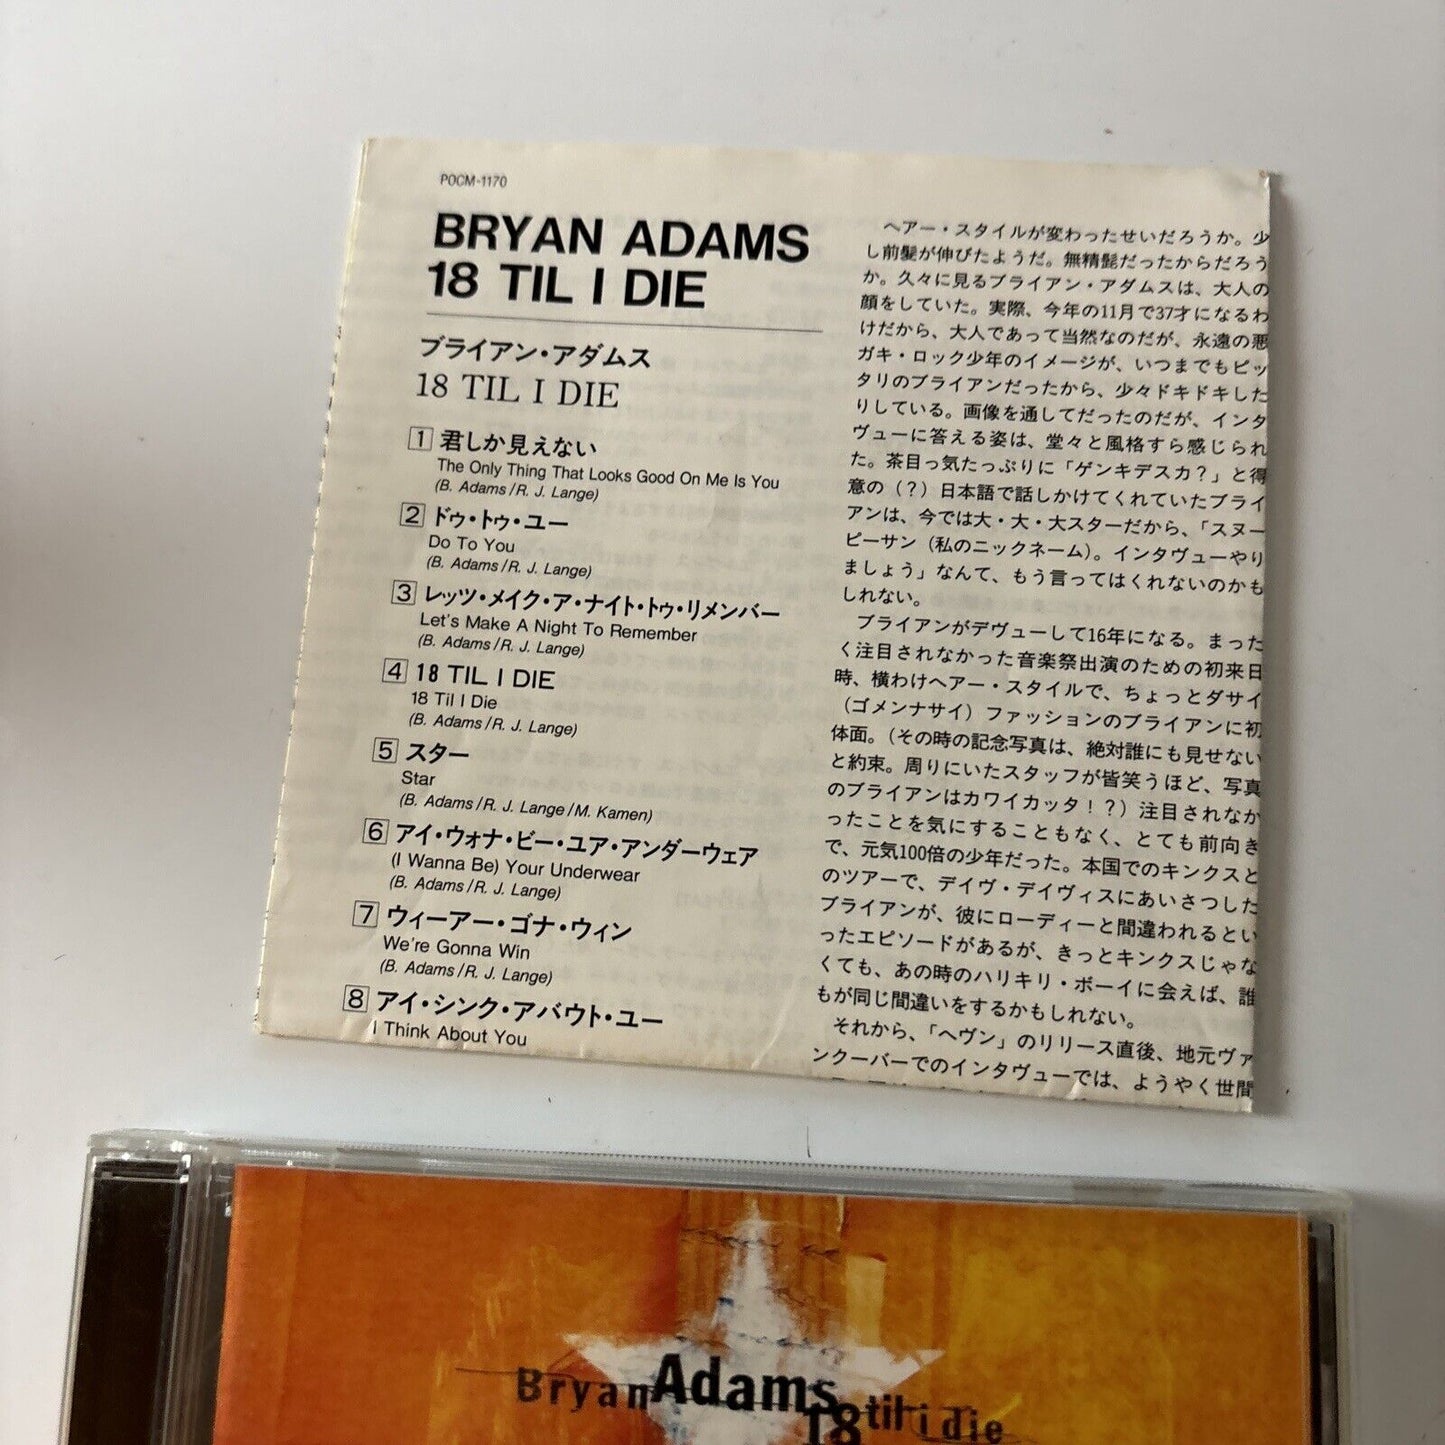 POCM-1170
BRYAN ADAMS
18 TIL I DIE
ブライアン・アダムス
18 TIL I DIE
1 君しか見えない
The Only Thing That Looks Good On Me Is You
(B. Adams/R. J. Lange)
2 ドゥ・トゥ・ユー
Do To You
(B. Adams/R. J. Lange)
3 レッツ・メイク・ア・ナイト・トゥ・リメンバー
Let's Make A Night To Remember
(B. Adams/R. J. Lange)
4 18 TIL I DIE
18 Til I Die
(B. Adams/R. J. Lange)
5 スター
Star
(B. Adams/R. J. Lange/M. Kamen)
6 アイ・ウォナ・ビー・ユア・アンダーウェア
(I Wanna Be) Your Underwear
(B. Adams/R. J. Lange)
7 ウィーアー・ゴナ・ウィン
We're Gonna Win
(B. Adams/R. J. Lange)
8 アイ・シンク・アバウト・ユー
I Think About You
ヘアー・スタイルが変わったせいだろうか。少
し前髪が伸びたようだ。無精髭だったからだろう
か。久々に見るブライアン・アダムスは、大人の
顔をしていた。実際、今年の11月で37才になるわ
けだから、大人であって当然なのだが、永遠の悪
ガキ・ロック少年のイメージが、いつまでもピッ
タリのブライアンだったから、少々ドキドキした
りしている。画像を通してだったのだが、インタ
ヴューに答える姿は、堂々と風格すら感じられ
た。茶目っ気たっぷりに「ゲンキデスカ？」と得
意の（？）日本語で話しかけてくれていたブライ
アンは、今では大・大・大スターだから、「スヌー
ピーサン（私のニックネーム）。インタヴューやり
ましょう」なんて、もう言ってはくれないのかも
しれない。
ブライアンがデヴューして16年になる。まった
く注目されなかった音楽祭出演のための初来日
時、横わけヘアー・スタイルで、ちょっとダサイ
（ゴメンナサイ）ファッションのブライアンに初
体面。（その時の記念写真は、絶対誰にも見せない
と約束。周りにいたスタッフが皆笑うほど、写真
のブライアンはカワイカッタ！？）注目されなか
ったことを気にすることもなく、とても前向き
で、元気100倍の少年だった。本国でのキンクスと
のツアーで、デイヴ・デイヴィスにあいさつした
ブライアンが、彼にローディーと間違われるとい
ったエピソードがあるが、きっとキンクスじゃな
くても、あの時のハリキリ・ボーイに会えば、誰
もが同じ間違いをするかもしれない。
それから、「ヘヴン」のリリース直後、地元ヴァ
ンクーバーでのインタヴューでは、ようやく世間
Bryan Adams
18 til i die